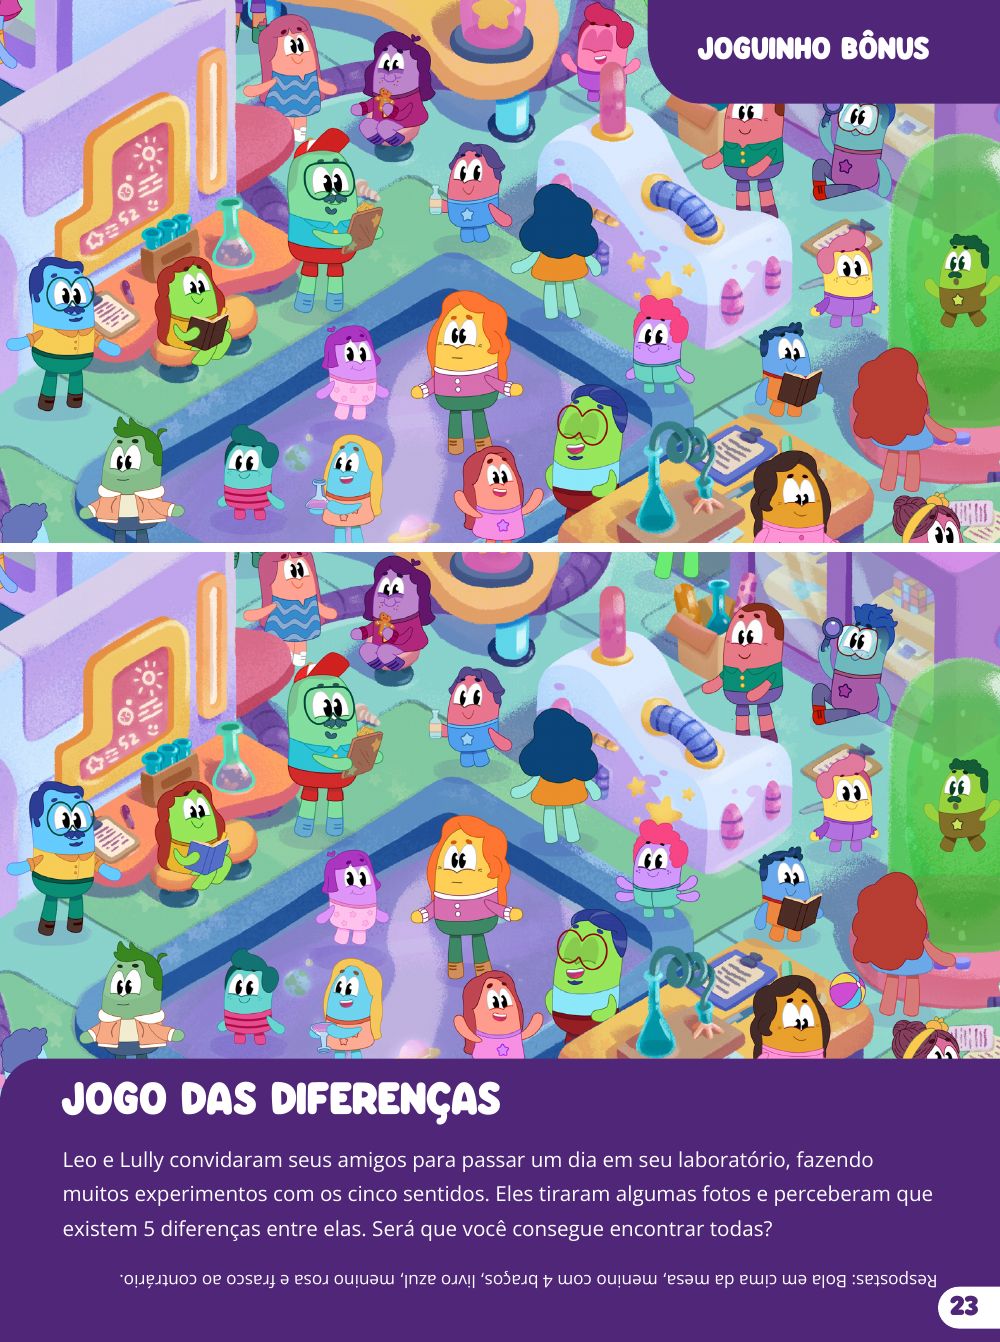 JOGUINHO BÔNUS
JOGO DAS DIFERENÇAS
Leo e Lully convidaram seus amigos para passar um dia em seu laboratório, fazendo
muitos experimentos com os cinco sentidos. Eles tiraram algumas fotos e perceberam que
existem 5 diferenças entre elas. Será que você consegue encontrar todas?
Respostas: Bola em cima da mesa, menino com 4 braços, livro azul, menino rosa e frasco ao contrário.
23